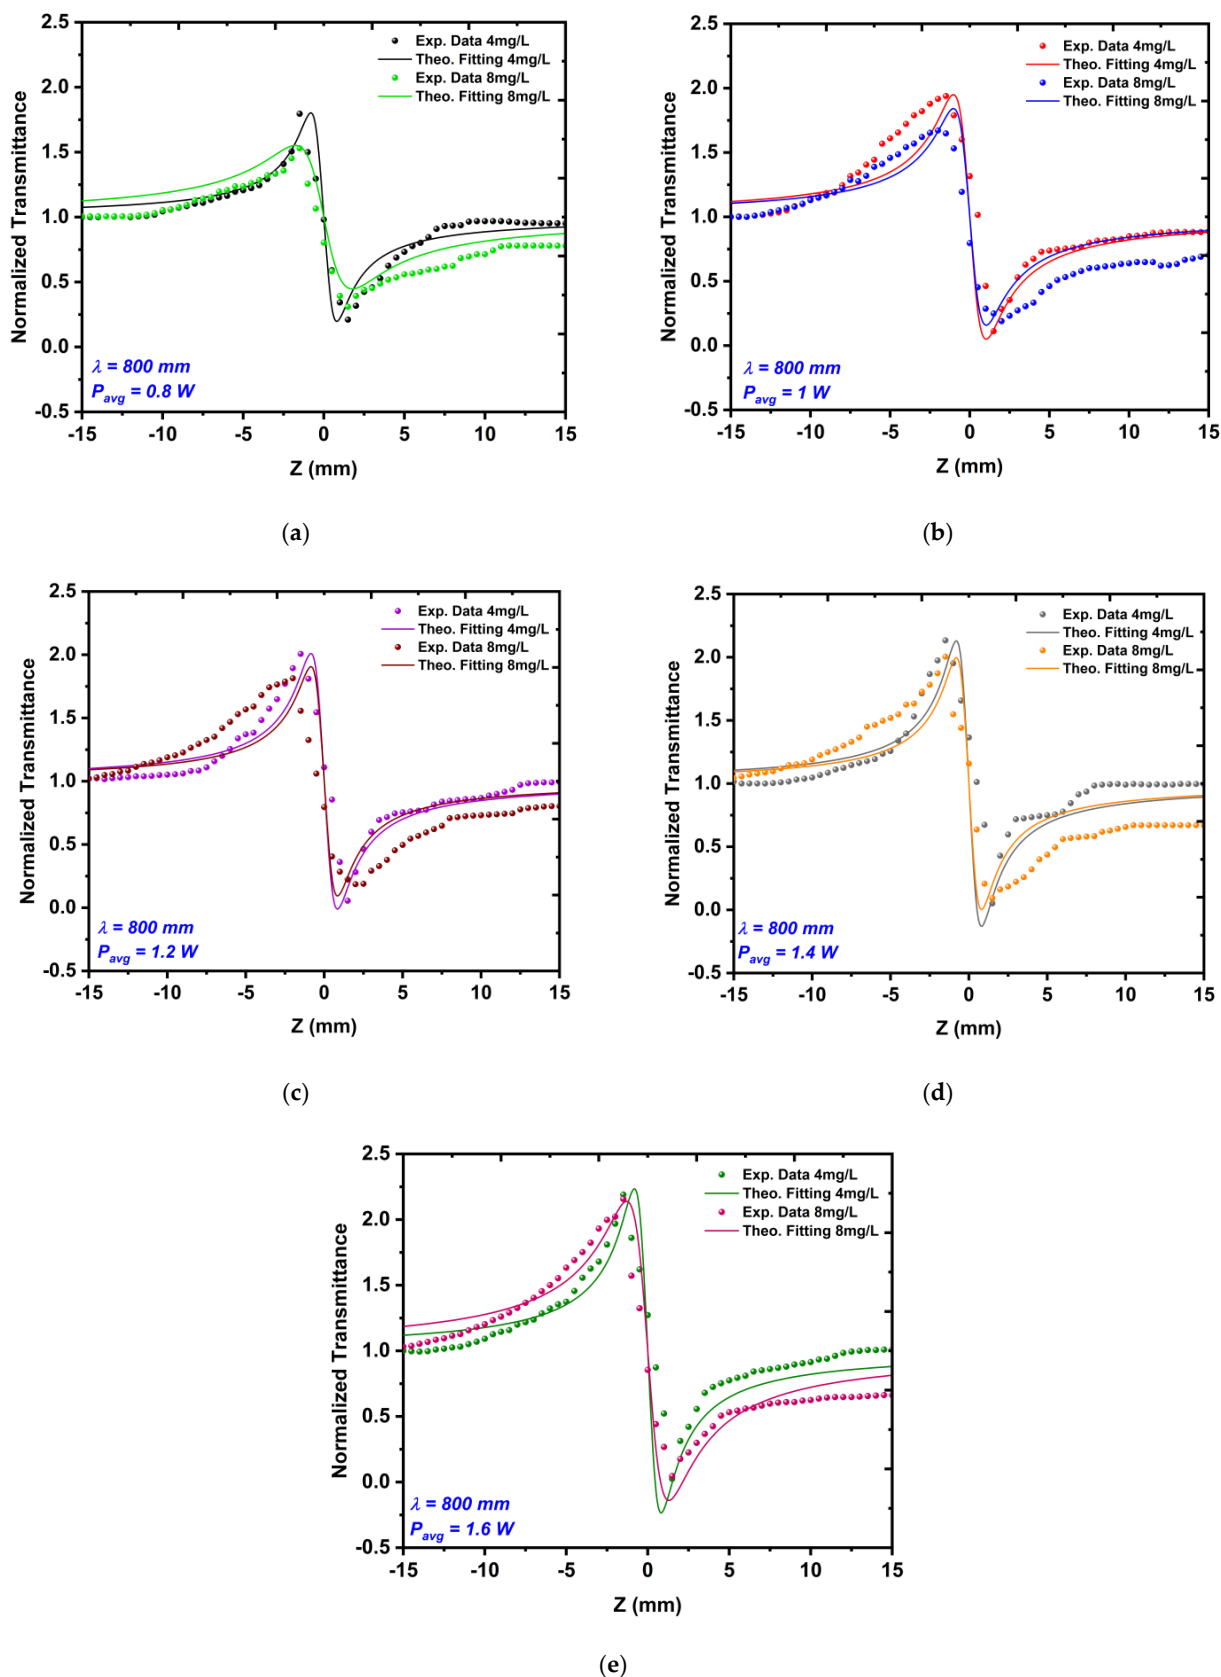 2.5
2.0
1.5
1.0
0.5
0.0
-0.5
Normalized Transmittance
Exp. Data 4mg/L
Theo. Fitting 4mg/L
Exp. Data 8mg/L
Theo. Fitting 8mg/L
λ = 800 mm
Pavg = 0.8 W
-15 -10 -5 0 5 10 15
Z (mm)
(a)
2.5
2.0
1.5
1.0
0.5
0.0
-0.5
Normalized Transmittance
Exp. Data 4mg/L
Theo. Fitting 4mg/L
Exp. Data 8mg/L
Theo. Fitting 8mg/L
λ = 800 mm
Pavg = 1 W
-15 -10 -5 0 5 10 15
Z (mm)
(b)
2.5
2.0
1.5
1.0
0.5
0.0
-0.5
Normalized Transmittance
Exp. Data 4mg/L
Theo. Fitting 4mg/L
Exp. Data 8mg/L
Theo. Fitting 8mg/L
λ = 800 mm
Pavg = 1.2 W
-15 -10 -5 0 5 10 15
Z (mm)
(c)
2.5
2.0
1.5
1.0
0.5
0.0
-0.5
Normalized Transmittance
Exp. Data 4mg/L
Theo. Fitting 4mg/L
Exp. Data 8mg/L
Theo. Fitting 8mg/L
λ = 800 mm
Pavg = 1.4 W
-15 -10 -5 0 5 10 15
Z (mm)
(d)
2.5
2.0
1.5
1.0
0.5
0.0
-0.5
Normalized Transmittance
Exp. Data 4mg/L
Theo. Fitting 4mg/L
Exp. Data 8mg/L
Theo. Fitting 8mg/L
λ = 800 mm
Pavg = 1.6 W
-15 -10 -5 0 5 10 15
Z (mm)
(e)